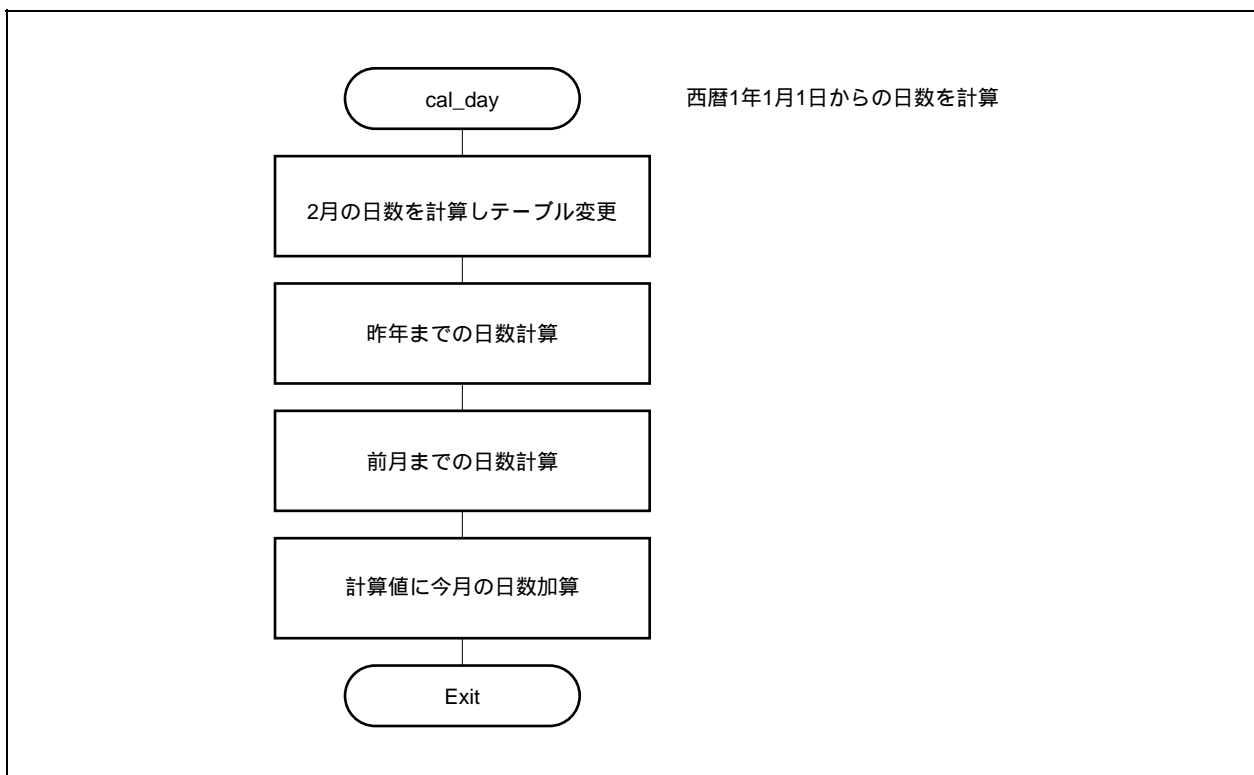 cal_day
西暦1年1月1日からの日数を計算
2月の日数を計算しテーブル変更
昨年までの日数計算
前月までの日数計算
計算値に今月の日数加算
Exit